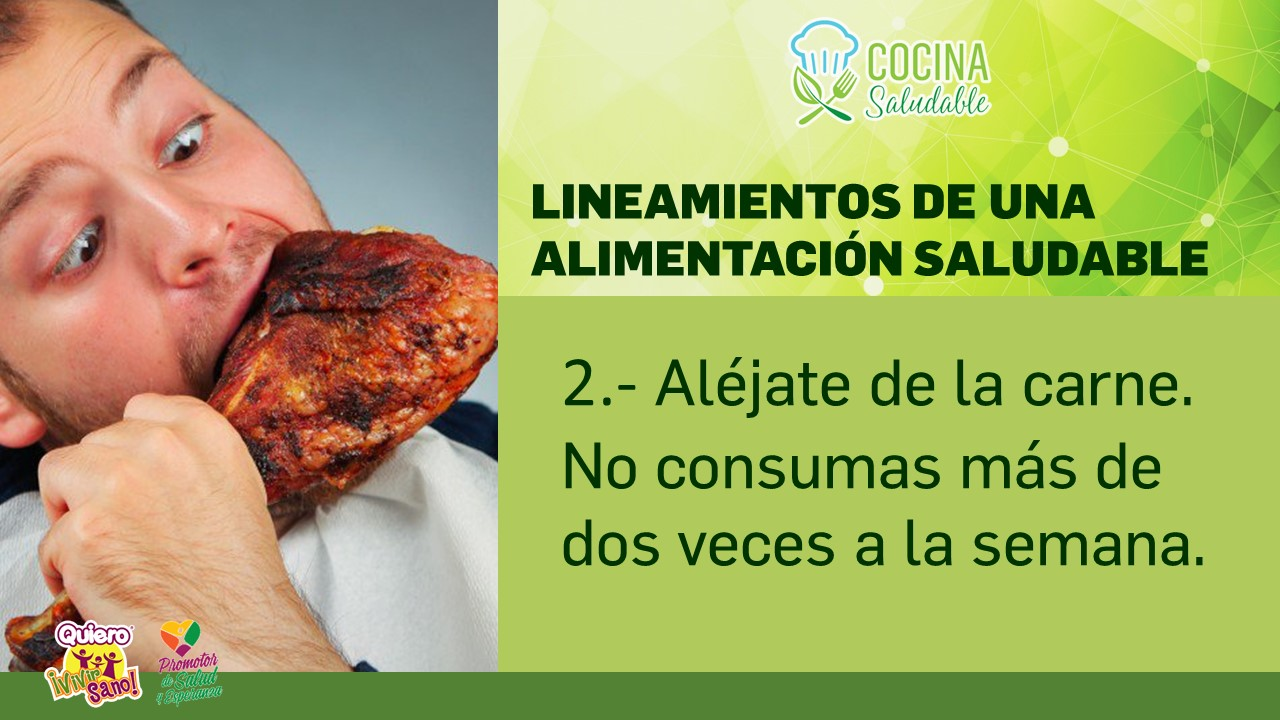 COCINA
Saludable
LINEAMIENTOS DE UNA
ALIMENTACIÓN SALUDABLE
2.- Aléjate de la carne.
No consumas más de
dos veces a la semana.
Quiero
¡Vivir
Sano!
Promotor
de Salud
y Esperanza